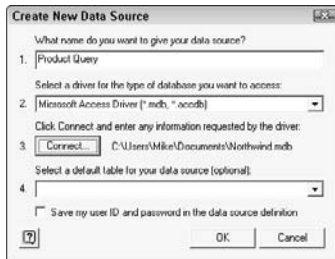 Create New Data Source
What name do you want to give your data source?
1. Product Query
Select a driver for the type of database you want to access:
2. Microsoft Access Driver (*.mdb, *.accdb)
Click Connect and enter any information requested by the driver:
3. Connect... C:\Users\Mike\Documents\Northwind.mdb
Select a default table for your data source (optional):
4.
Save my user ID and password in the data source definition
? OK Cancel